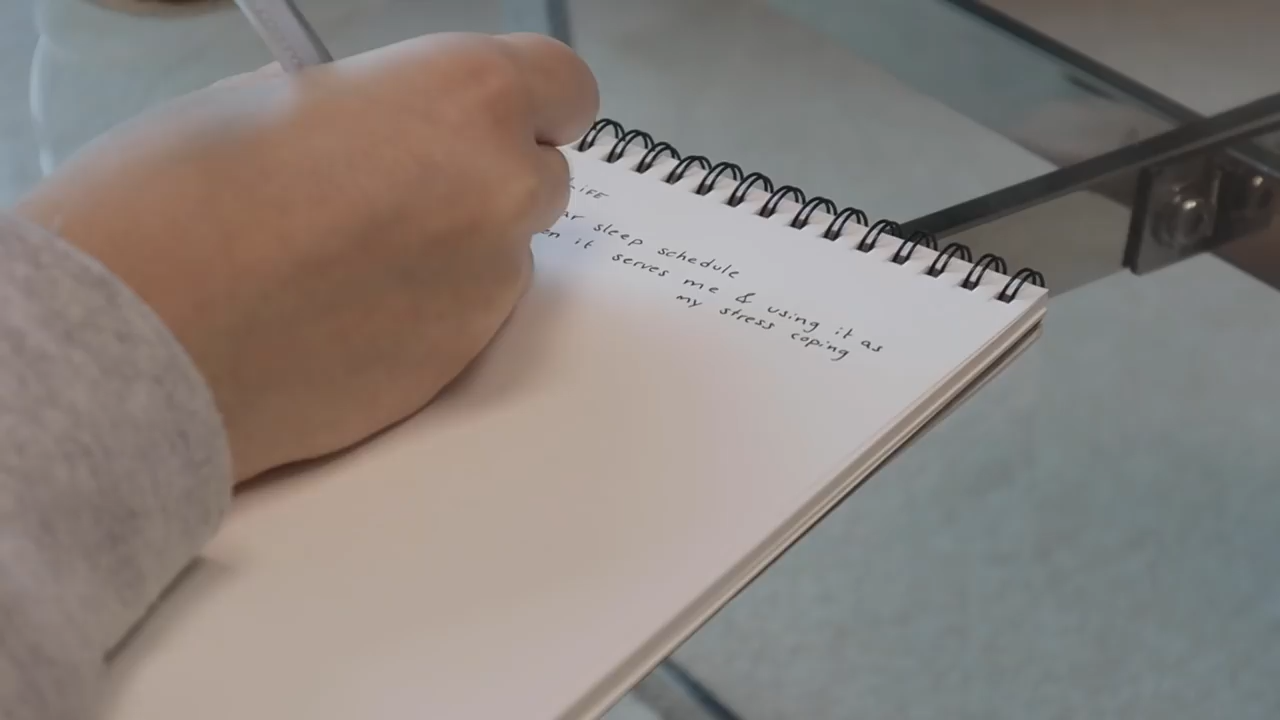 LIFE
sleep schedule
it serves me & using it as
my stress coping